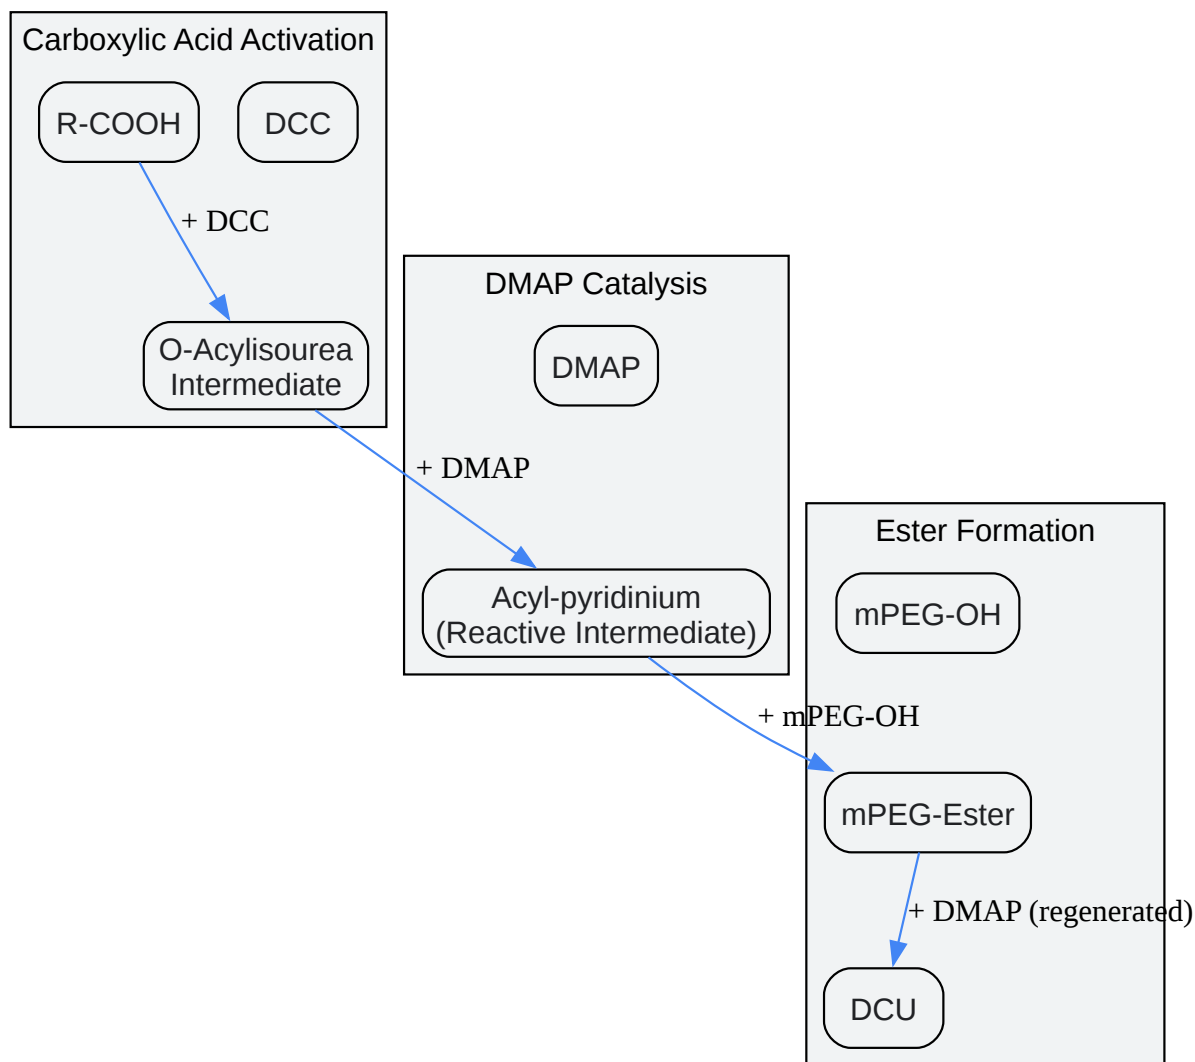 Carboxylic Acid Activation
R-COOH
DCC
+ DCC
O-Acylisourea
Intermediate
DMAP Catalysis
DMAP
+ DMAP
Acyl-pyridinium
(Reactive Intermediate)
Ester Formation
mPEG-OH
+ mPEG-OH
mPEG-Ester
+ DMAP (regenerated)
DCU